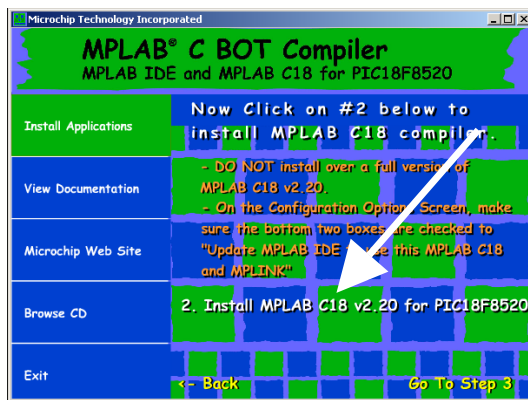 Microchip Technology Incorporated
MPLAB® C BOT Compiler
MPLAB IDE and MPLAB C18 for PIC18F8520
Install Applications
View Documentation
Microchip Web Site
Browse CD
Exit
Now Click on #2 below to
install MPLAB C18 compiler.
- DO NOT install over a full version of
MPLAB C18 v2.20.
- On the Configuration Options Screen, make
sure the bottom two boxes are checked to
"Update MPLAB IDE to use this MPLAB C18
and MPLINK"
2. Install MPLAB C18 v2.20 for PIC18F8520
<- Back
Go To Step 3